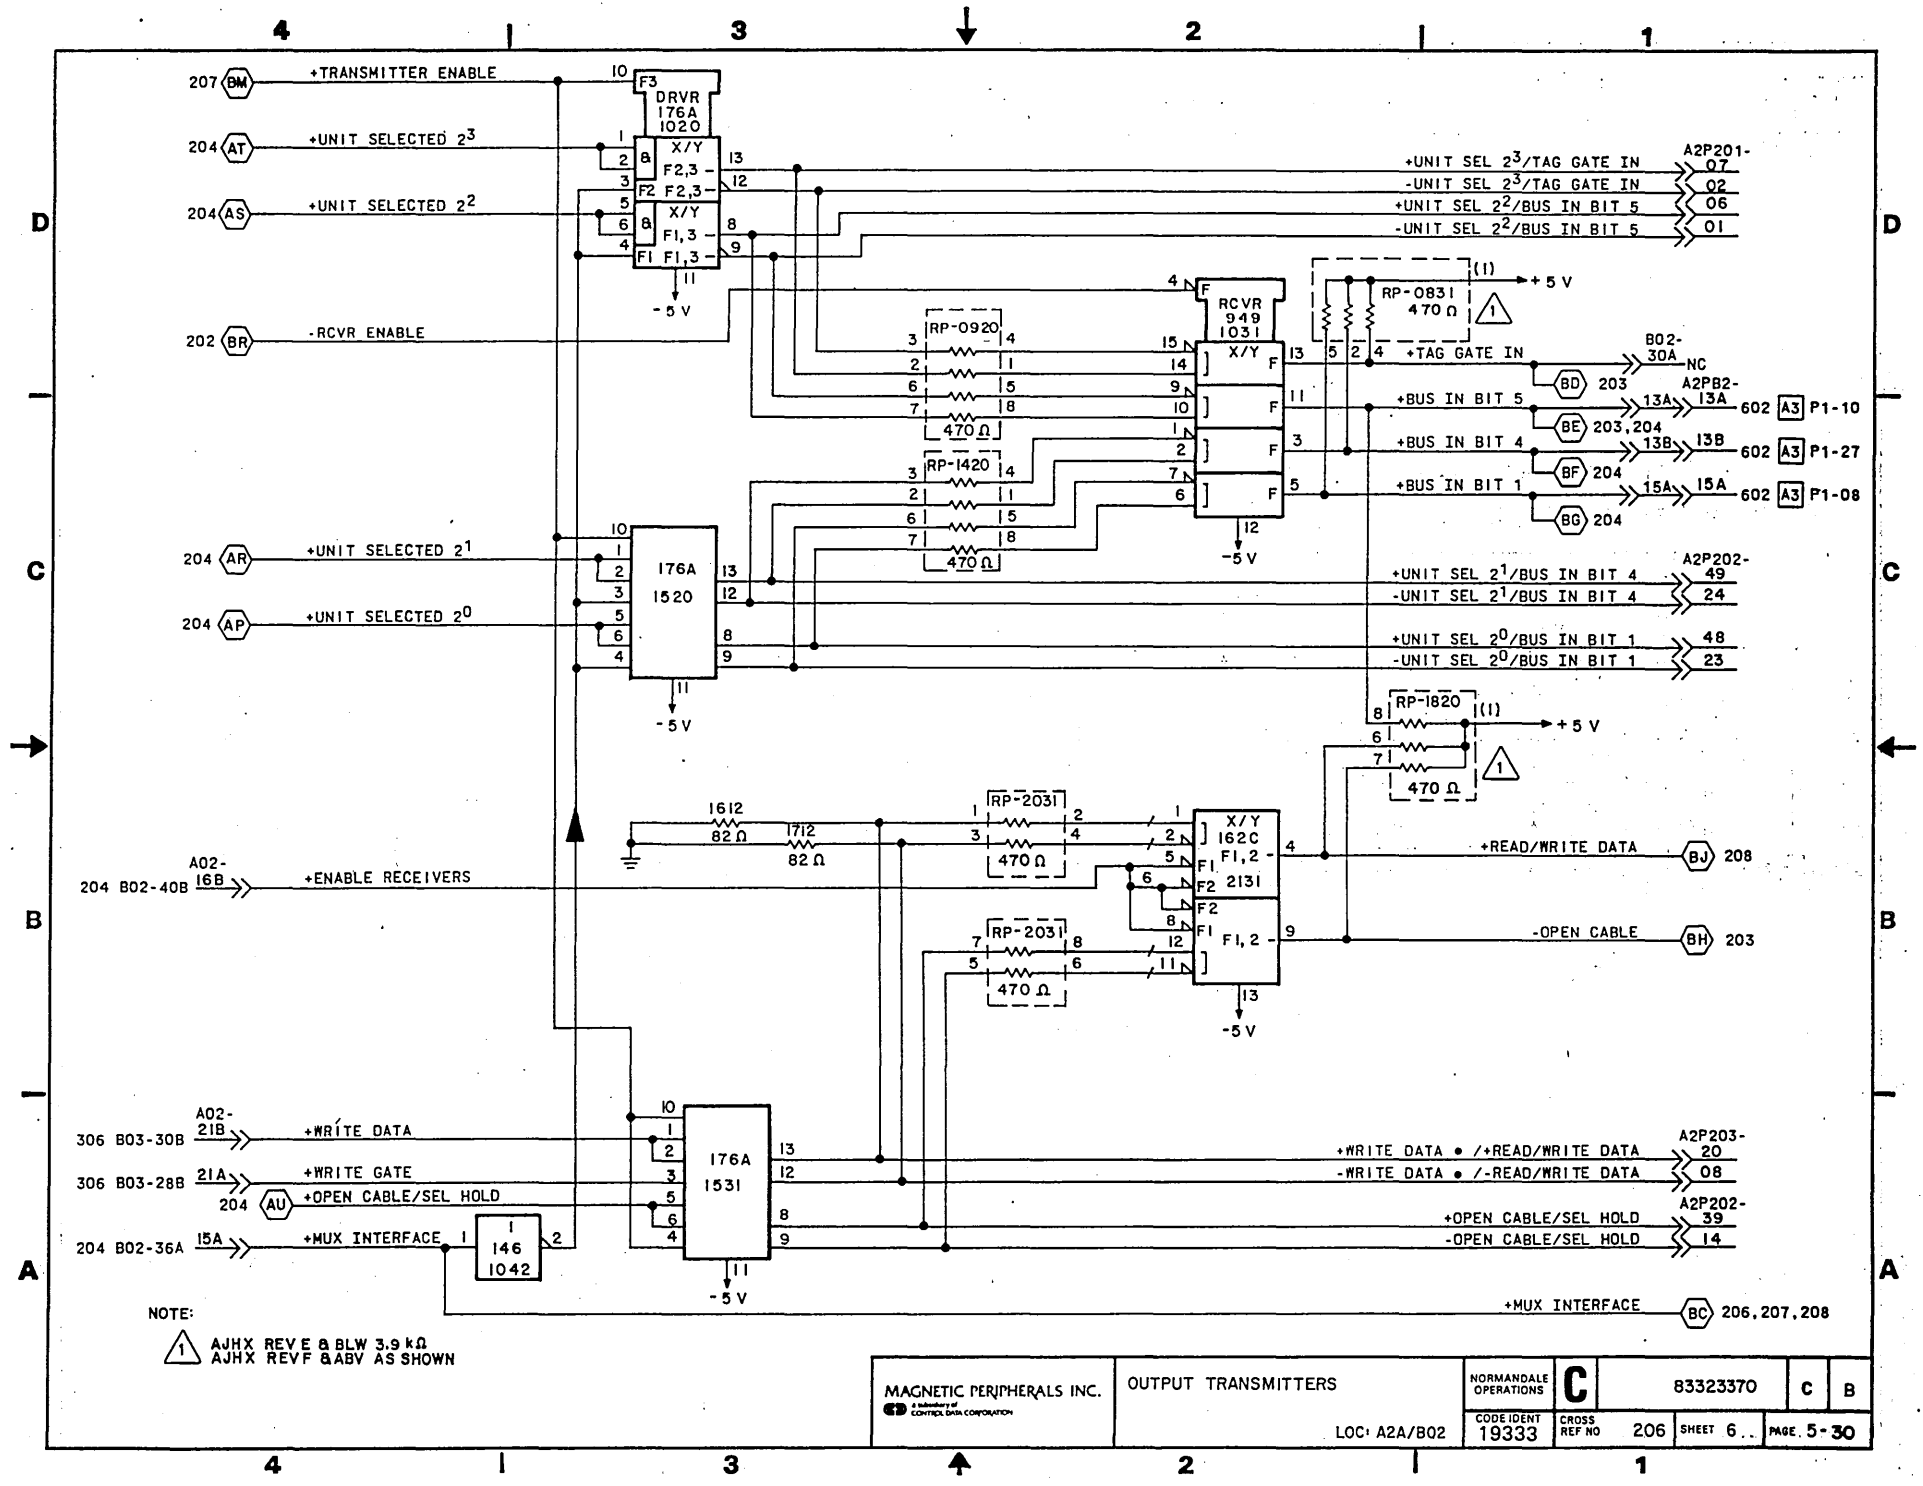 4 3 2 1
207 BM +TRANSMITTER ENABLE 10 F3
DRVR
176A
1020
204 AT +UNIT SELECTED 2³ 1 X/Y
2 & F2,3 13
3 F2 F2,3 12
204 AS +UNIT SELECTED 2² 5 X/Y
6 & F1,3 8
4 F1 F1,3 9
11
-5 V
A2P201-
+UNIT SEL 2³/TAG GATE IN 07
-UNIT SEL 2³/TAG GATE IN 02
+UNIT SEL 2²/BUS IN BIT 5 06
-UNIT SEL 2²/BUS IN BIT 5 01
D D
202 BR -RCVR ENABLE
4 F
RCVR
949
1031
X/Y
(1) +5 V
RP-0831
470 Ω 1
5 2 4
RP-0920
3 4 15
2 1 14 F 13
6 5 9
7 8 10 F 11
470 Ω
RP-1420
3 4 1
2 1 2 F 3
6 5 7
7 8 6 F 5
470 Ω
12
-5 V
+TAG GATE IN B02-
30A NC
BD 203
A2PB2-
+BUS IN BIT 5 13A 13A 602 A3 P1-10
BE 203,204
+BUS IN BIT 4 13B 13B 602 A3 P1-27
BF 204
+BUS IN BIT 1 15A 15A 602 A3 P1-08
BG 204
C C
10
204 AR +UNIT SELECTED 2¹ 1
2 176A 13
3 1520 12
204 AP +UNIT SELECTED 2⁰ 5
6 8
4 9
11
-5 V
A2P202-
+UNIT SEL 2¹/BUS IN BIT 4 49
-UNIT SEL 2¹/BUS IN BIT 4 24
+UNIT SEL 2⁰/BUS IN BIT 1 48
-UNIT SEL 2⁰/BUS IN BIT 1 23
RP-1820
8 (1) +5 V
6
7 1
470 Ω
1612
82 Ω
1712
82 Ω
RP-2031
1 2 1
3 4 2
470 Ω
X/Y
162C
5 F1 F1,2 4
6 F2 2131
F2
8 F1
F1,2 9
+READ/WRITE DATA BJ 208
-OPEN CABLE BH 203
A02-
204 B02-40B 16B +ENABLE RECEIVERS
B B
RP-2031
7 8 12
5 6 11
470 Ω
13
-5 V
A02-
306 B03-30B 21B +WRITE DATA
306 B03-28B 21A +WRITE GATE
204 AU +OPEN CABLE/SEL HOLD
204 B02-36A 15A +MUX INTERFACE 1
1
146
1042
2
10
1
2 176A 13
3 1531 12
5
6 8
4 9
11
-5 V
A2P203-
+WRITE DATA • /+READ/WRITE DATA 20
-WRITE DATA • /-READ/WRITE DATA 08
A2P202-
+OPEN CABLE/SEL HOLD 39
-OPEN CABLE/SEL HOLD 14
A A
+MUX INTERFACE BC 206,207,208
NOTE:
1 AJHX REV E & BLW 3.9 kΩ
AJHX REV F & ABV AS SHOWN
MAGNETIC PERIPHERALS INC.
a subsidiary of
CONTROL DATA CORPORATION
OUTPUT TRANSMITTERS
LOC: A2A/B02
NORMANDALE
OPERATIONS
C 83323370 C B
CODE IDENT
19333
CROSS
REF NO 206 SHEET 6 PAGE 5-30
4 3 2 1